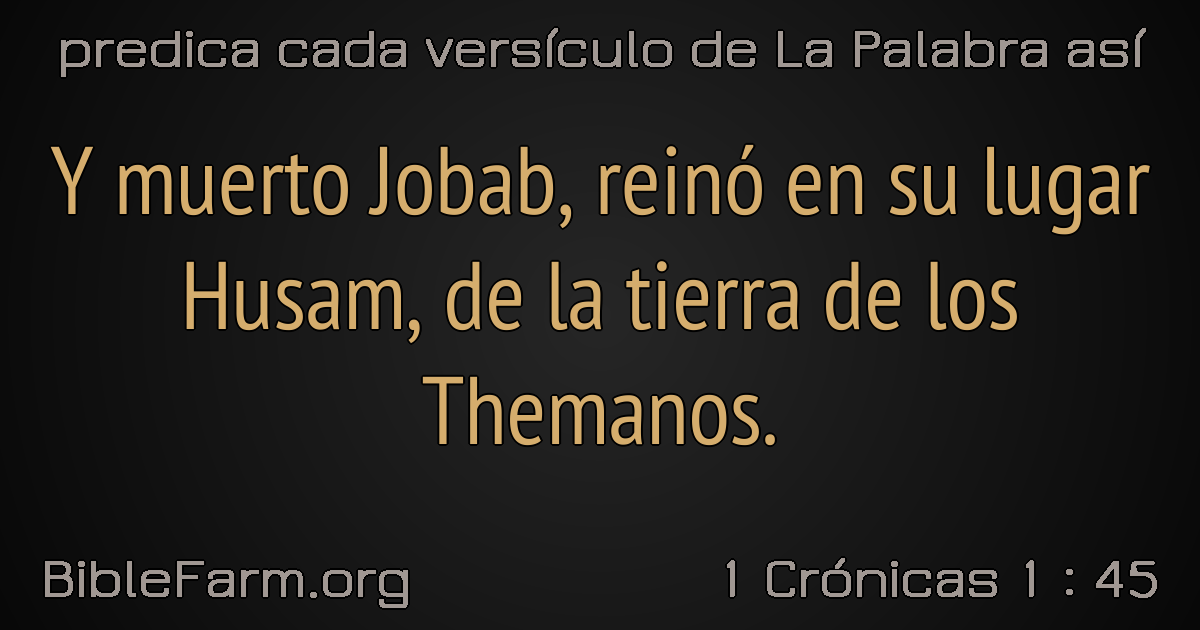 predica cada versículo de La Palabra así
Y muerto Jobab, reinó en su lugar
Husam, de la tierra de los
Themanos.
BibleFarm.org
1 Crónicas 1 : 45